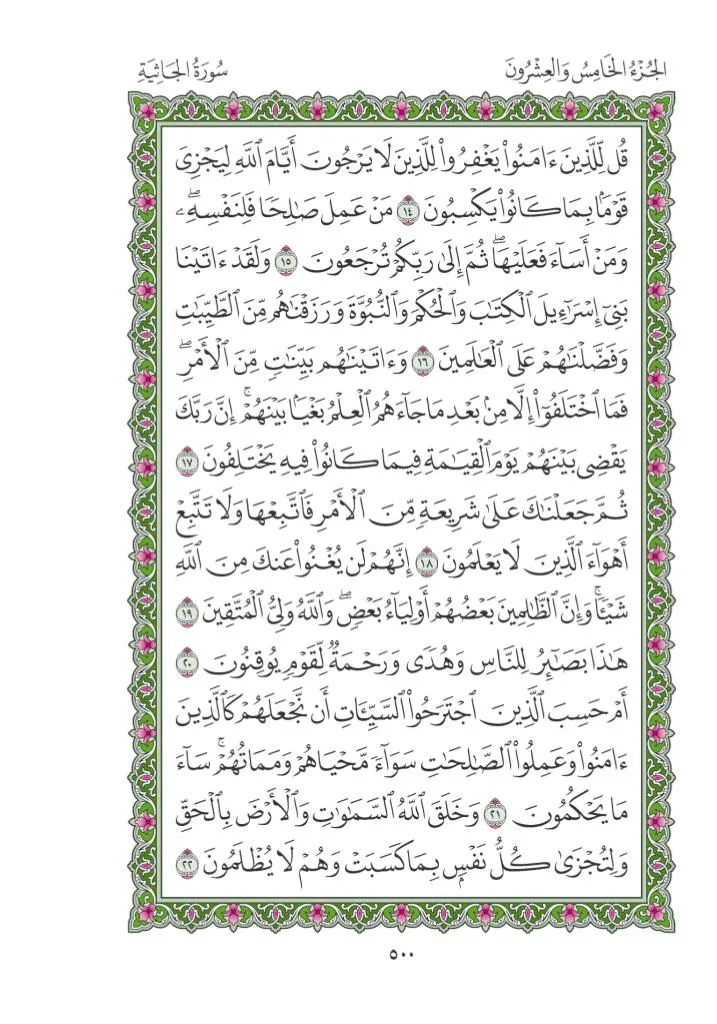 الجُزْءُ الخَامِسُ وَالعِشْرُونَ
سُورَةُ الجَاثِيَةِ
قُل لِّلَّذِينَ ءَامَنُوا۟ يَغْفِرُوا۟ لِلَّذِينَ لَا يَرْجُونَ أَيَّامَ ٱللَّهِ لِيَجْزِىَ
قَوْمًۢا بِمَا كَانُوا۟ يَكْسِبُونَ ١٤ مَنْ عَمِلَ صَـٰلِحًا فَلِنَفْسِهِۦ ۖ
وَمَنْ أَسَآءَ فَعَلَيْهَا ۖ ثُمَّ إِلَىٰ رَبِّكُمْ تُرْجَعُونَ ١٥ وَلَقَدْ ءَاتَيْنَا
بَنِىٓ إِسْرَٰٓءِيلَ ٱلْكِتَـٰبَ وَٱلْحُكْمَ وَٱلنُّبُوَّةَ وَرَزَقْنَـٰهُم مِّنَ ٱلطَّيِّبَـٰتِ
وَفَضَّلْنَـٰهُمْ عَلَى ٱلْعَـٰلَمِينَ ١٦ وَءَاتَيْنَـٰهُم بَيِّنَـٰتٍ مِّنَ ٱلْأَمْرِ ۖ
فَمَا ٱخْتَلَفُوٓا۟ إِلَّا مِنۢ بَعْدِ مَا جَآءَهُمُ ٱلْعِلْمُ بَغْيًۢا بَيْنَهُمْ ۚ إِنَّ رَبَّكَ
يَقْضِى بَيْنَهُمْ يَوْمَ ٱلْقِيَـٰمَةِ فِيمَا كَانُوا۟ فِيهِ يَخْتَلِفُونَ ١٧
ثُمَّ جَعَلْنَـٰكَ عَلَىٰ شَرِيعَةٍ مِّنَ ٱلْأَمْرِ فَٱتَّبِعْهَا وَلَا تَتَّبِعْ
أَهْوَآءَ ٱلَّذِينَ لَا يَعْلَمُونَ ١٨ إِنَّهُمْ لَن يُغْنُوا۟ عَنكَ مِنَ ٱللَّهِ
شَيْـًٔا ۚ وَإِنَّ ٱلظَّـٰلِمِينَ بَعْضُهُمْ أَوْلِيَآءُ بَعْضٍ ۖ وَٱللَّهُ وَلِىُّ ٱلْمُتَّقِينَ ١٩
هَـٰذَا بَصَـٰٓئِرُ لِلنَّاسِ وَهُدًى وَرَحْمَةٌ لِّقَوْمٍ يُوقِنُونَ ٢٠
أَمْ حَسِبَ ٱلَّذِينَ ٱجْتَرَحُوا۟ ٱلسَّيِّـَٔاتِ أَن نَّجْعَلَهُمْ كَٱلَّذِينَ
ءَامَنُوا۟ وَعَمِلُوا۟ ٱلصَّـٰلِحَـٰتِ سَوَآءً مَّحْيَاهُمْ وَمَمَاتُهُمْ ۚ سَآءَ
مَا يَحْكُمُونَ ٢١ وَخَلَقَ ٱللَّهُ ٱلسَّمَـٰوَٰتِ وَٱلْأَرْضَ بِٱلْحَقِّ
وَلِتُجْزَىٰ كُلُّ نَفْسٍۭ بِمَا كَسَبَتْ وَهُمْ لَا يُظْلَمُونَ ٢٢
٥٠٠